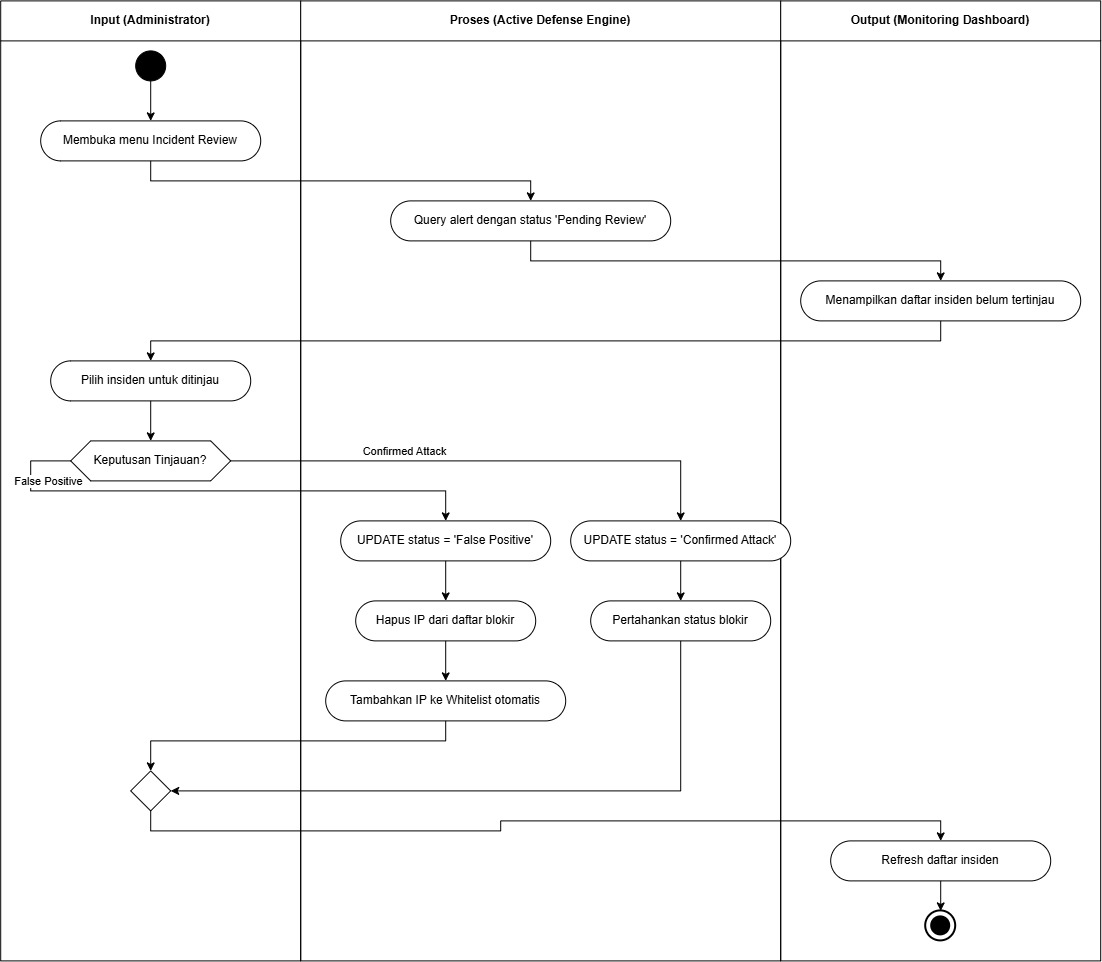 Input (Administrator)
Proses (Active Defense Engine)
Output (Monitoring Dashboard)
Membuka menu Incident Review
Query alert dengan status 'Pending Review'
Menampilkan daftar insiden belum tertinjau
Pilih insiden untuk ditinjau
Keputusan Tinjauan?
Confirmed Attack
False Positive
UPDATE status = 'False Positive'
UPDATE status = 'Confirmed Attack'
Hapus IP dari daftar blokir
Pertahankan status blokir
Tambahkan IP ke Whitelist otomatis
Refresh daftar insiden